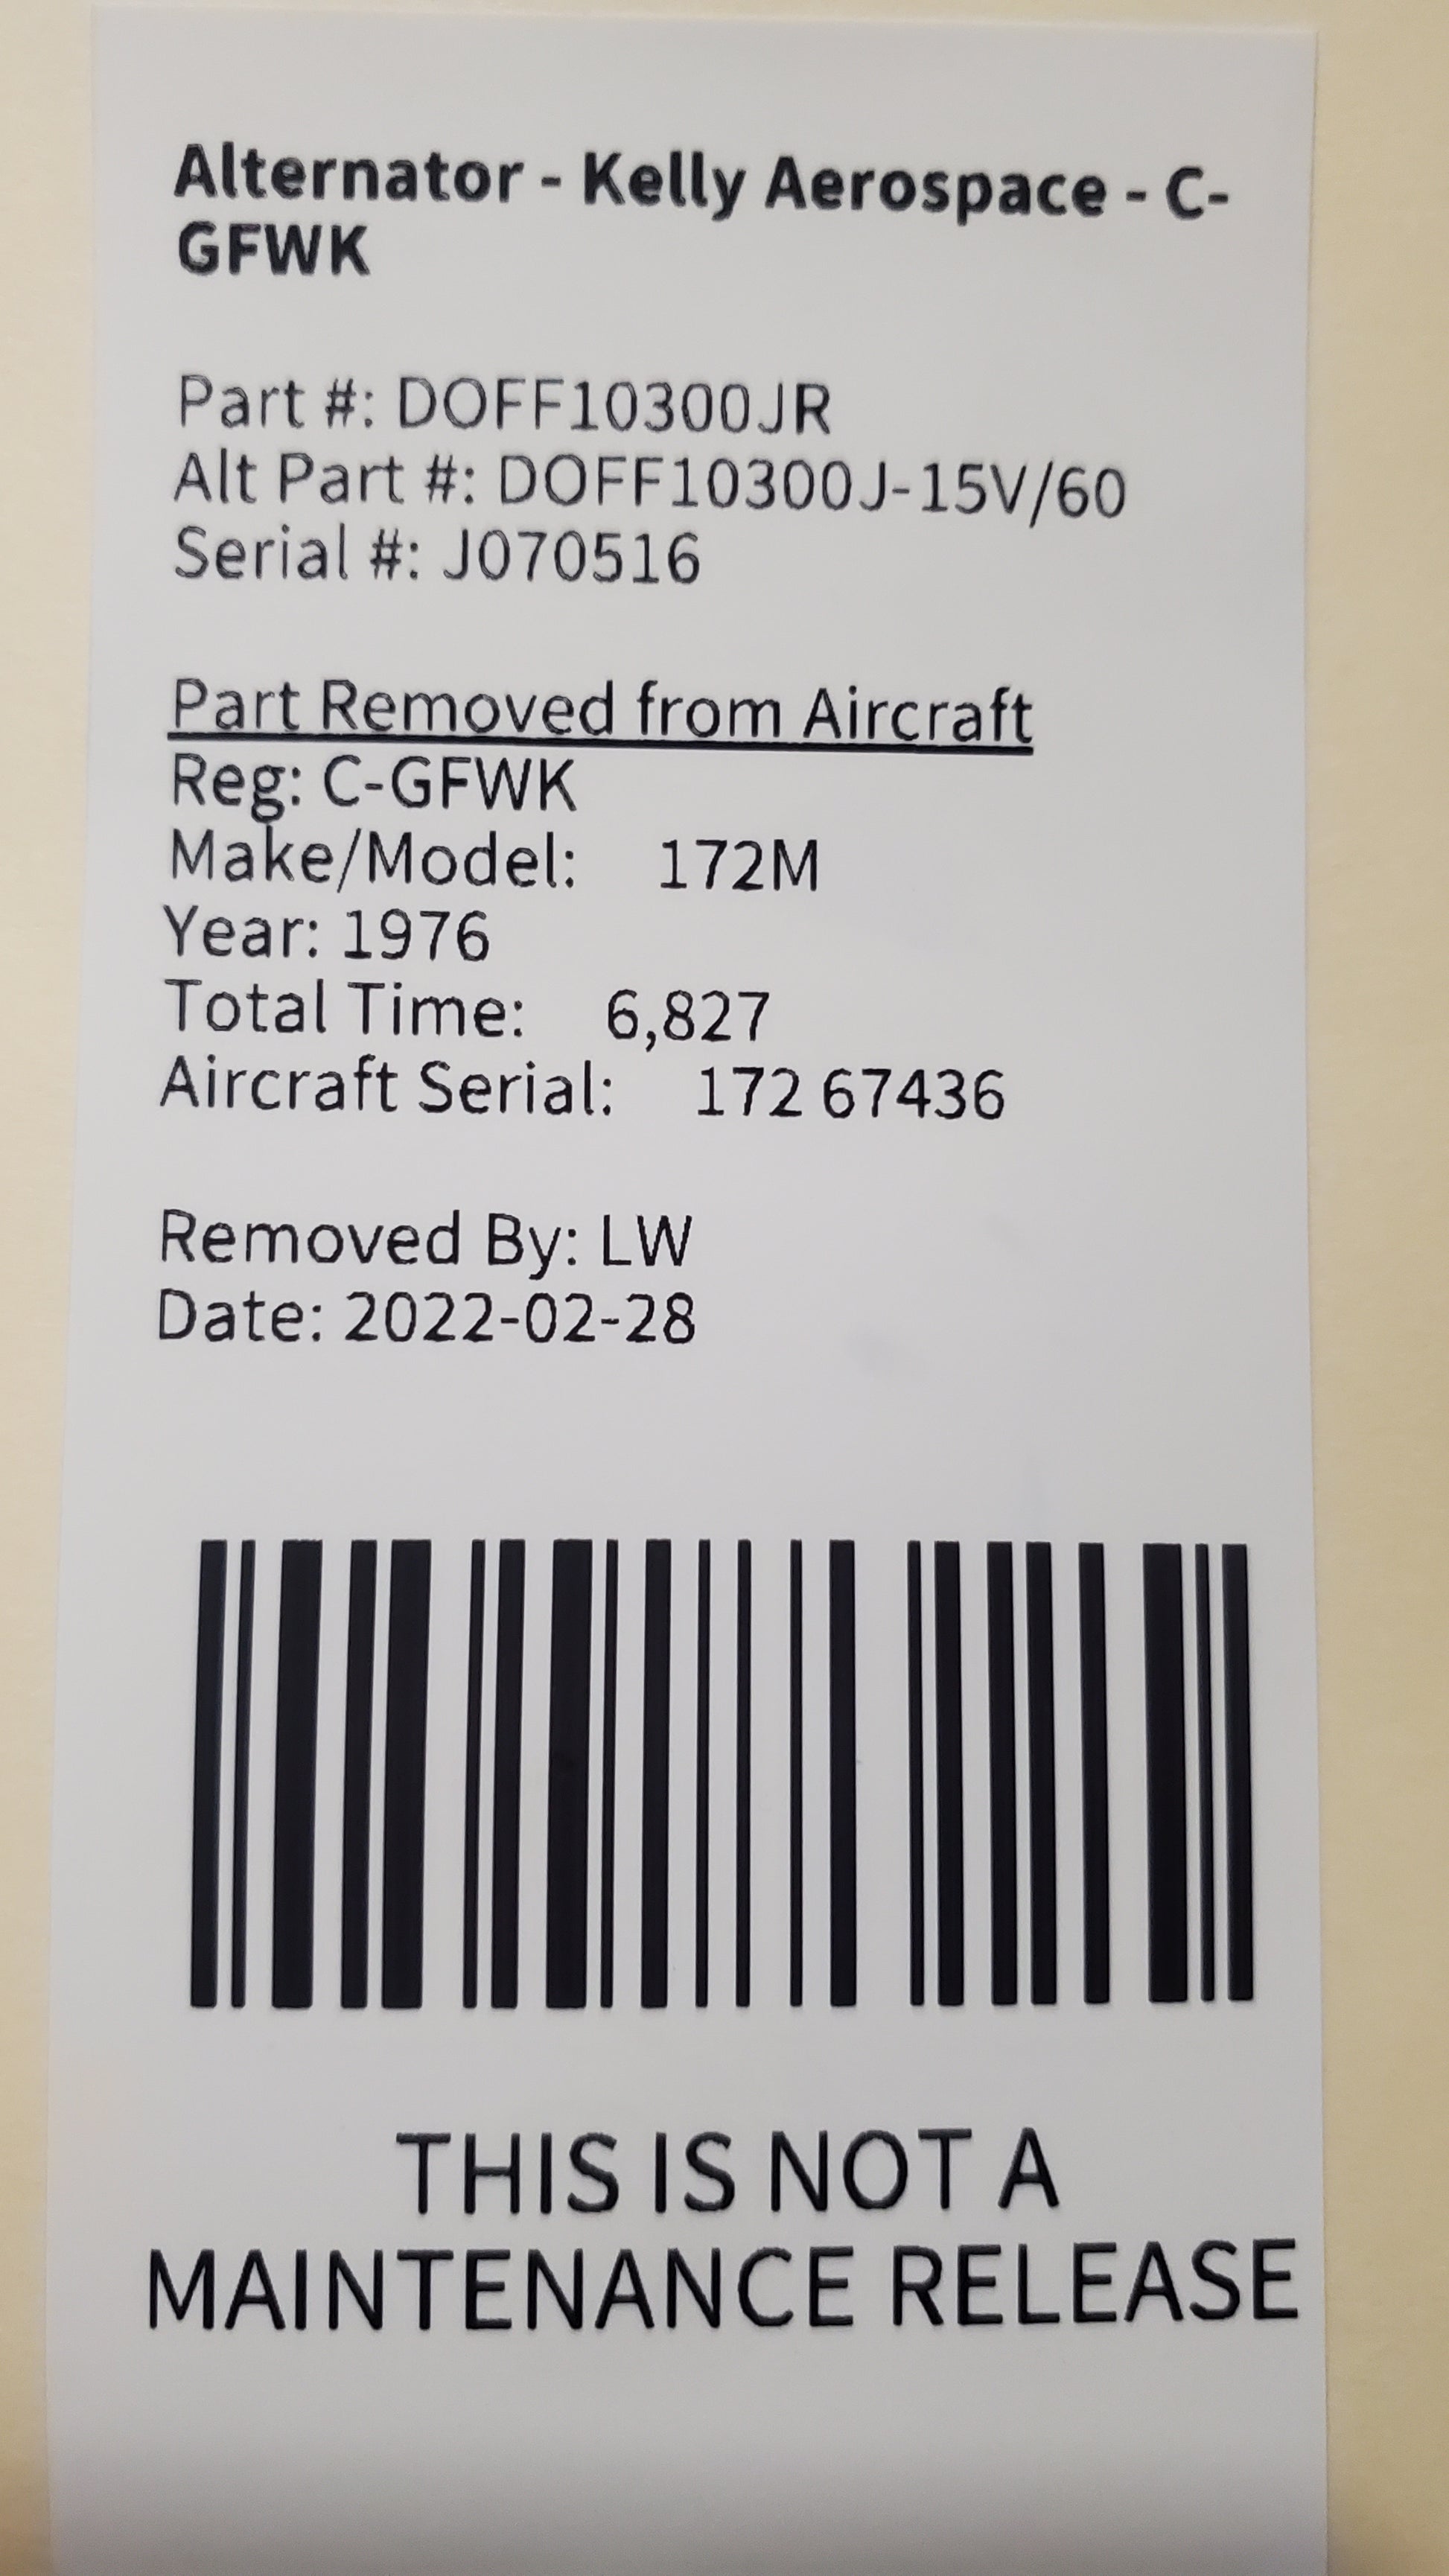 Alternator - Kelly Aerospace - C-
GFWK
Part #: DOFF10300JR
Alt Part #: DOFF10300J-15V/60
Serial #: J070516
Part Removed from Aircraft
Reg: C-GFWK
Make/Model: 172M
Year: 1976
Total Time: 6,827
Aircraft Serial: 172 67436
Removed By: LW
Date: 2022-02-28
THIS IS NOT A
MAINTENANCE RELEASE